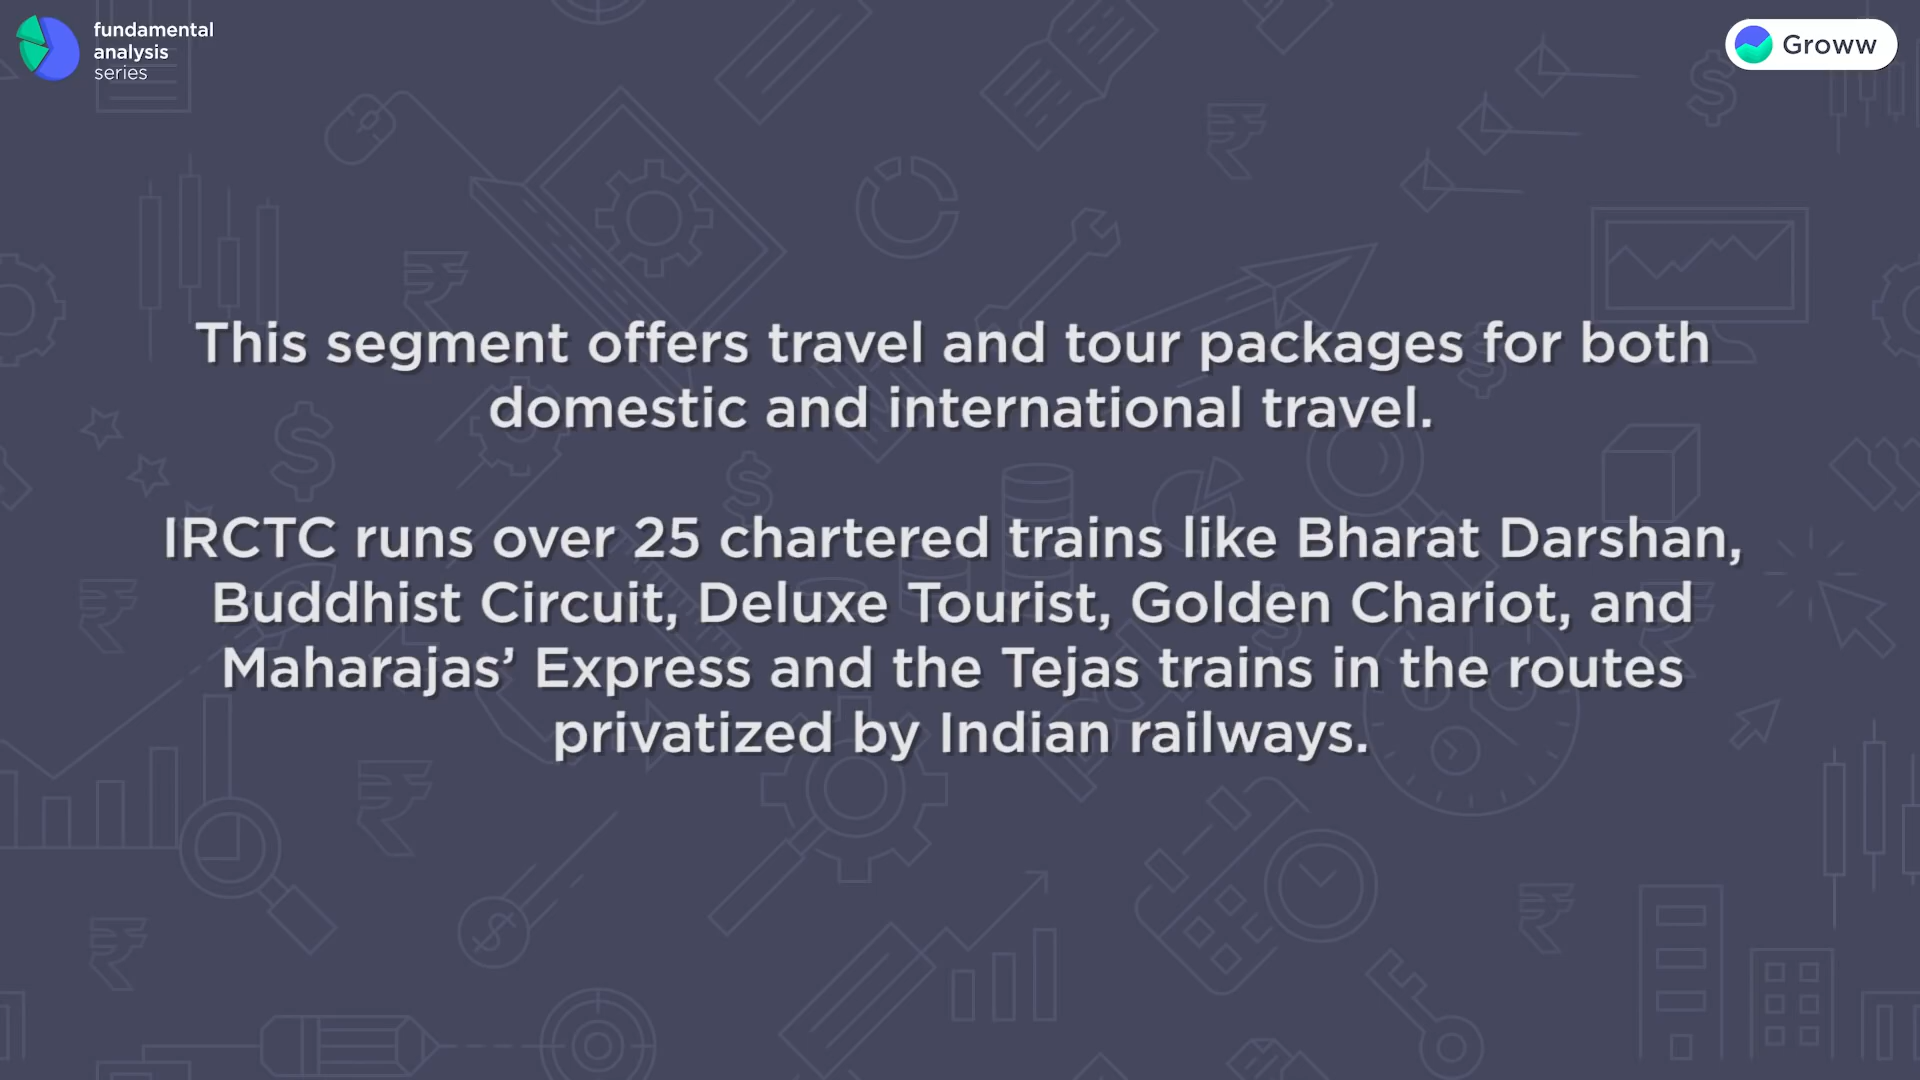 fundamental
analysis
series
Groww
This segment offers travel and tour packages for both
domestic and international travel.
IRCTC runs over 25 chartered trains like Bharat Darshan,
Buddhist Circuit, Deluxe Tourist, Golden Chariot, and
Maharajas’ Express and the Tejas trains in the routes
privatized by Indian railways.